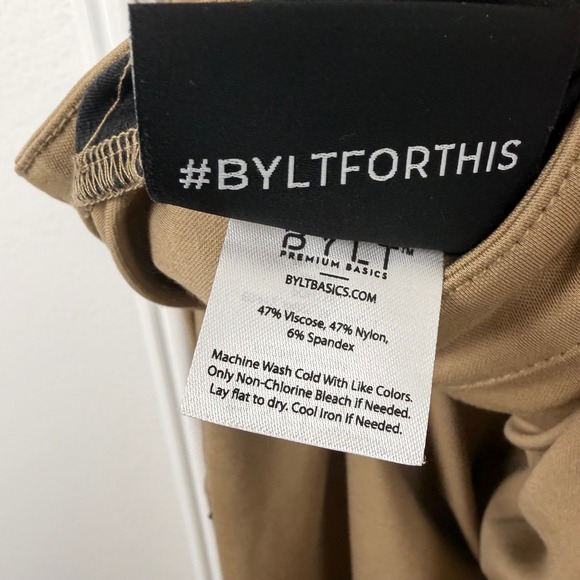 #BYLTFORTHIS
BYLT™
PREMIUM BASICS
BYLTBASICS.COM
47% Viscose, 47% Nylon,
6% Spandex
Machine Wash Cold With Like Colors.
Only Non-Chlorine Bleach If Needed.
Lay flat to dry. Cool Iron If Needed.